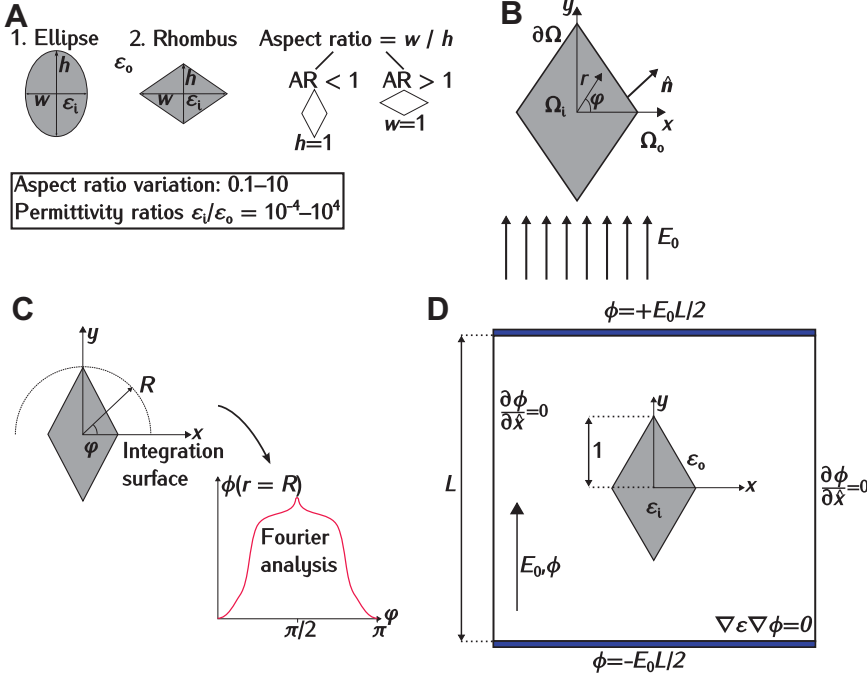 A
1. Ellipse
2. Rhombus
Aspect ratio = w / h
εo
h
w
εi
h
w
εi
AR < 1
AR > 1
h=1
w=1
Aspect ratio variation: 0.1–10
Permittivity ratios εi/εo = 10⁻⁴–10⁴
B
y
∂Ω
r
n̂
Ωi
φ
x
Ωo
E₀
C
y
R
φ
x
Integration
surface
ϕ(r = R)
Fourier
analysis
π/2
π
φ
D
ϕ=+E₀L/2
∂ϕ/∂x̂=0
y
1
εo
L
x
∂ϕ/∂x̂=0
εi
E₀,ϕ
∇ε∇ϕ=0
ϕ=-E₀L/2